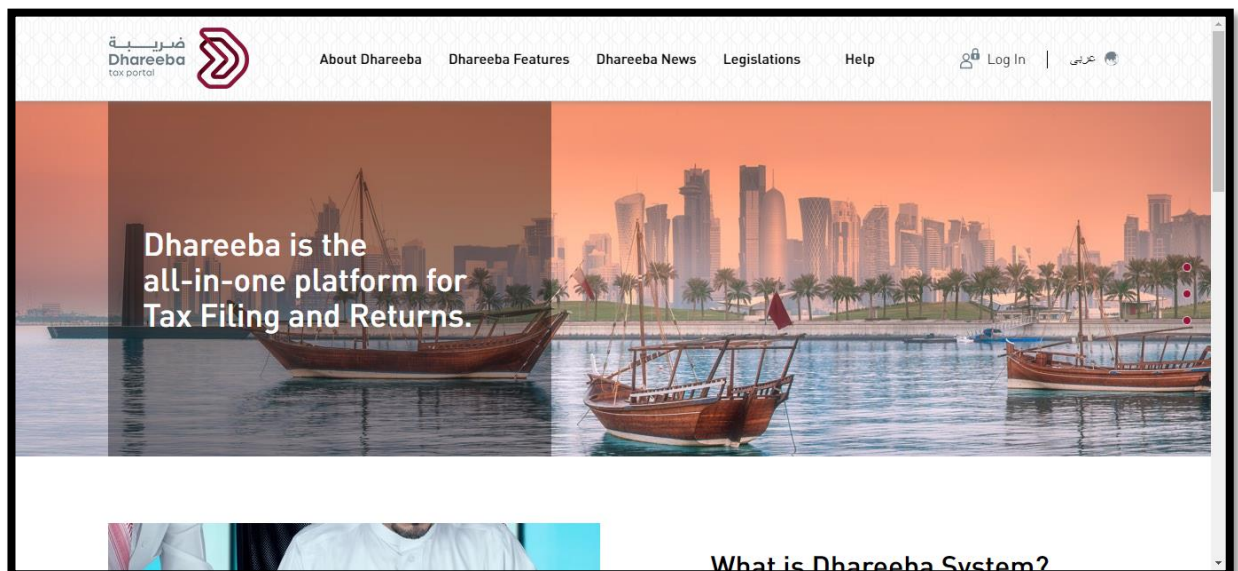 ضريبة
Dhareeba
tax portal
About Dhareeba Dhareeba Features Dhareeba News Legislations Help Log In عربى
Dhareeba is the
all-in-one platform for
Tax Filing and Returns.
What is Dhareeba System?